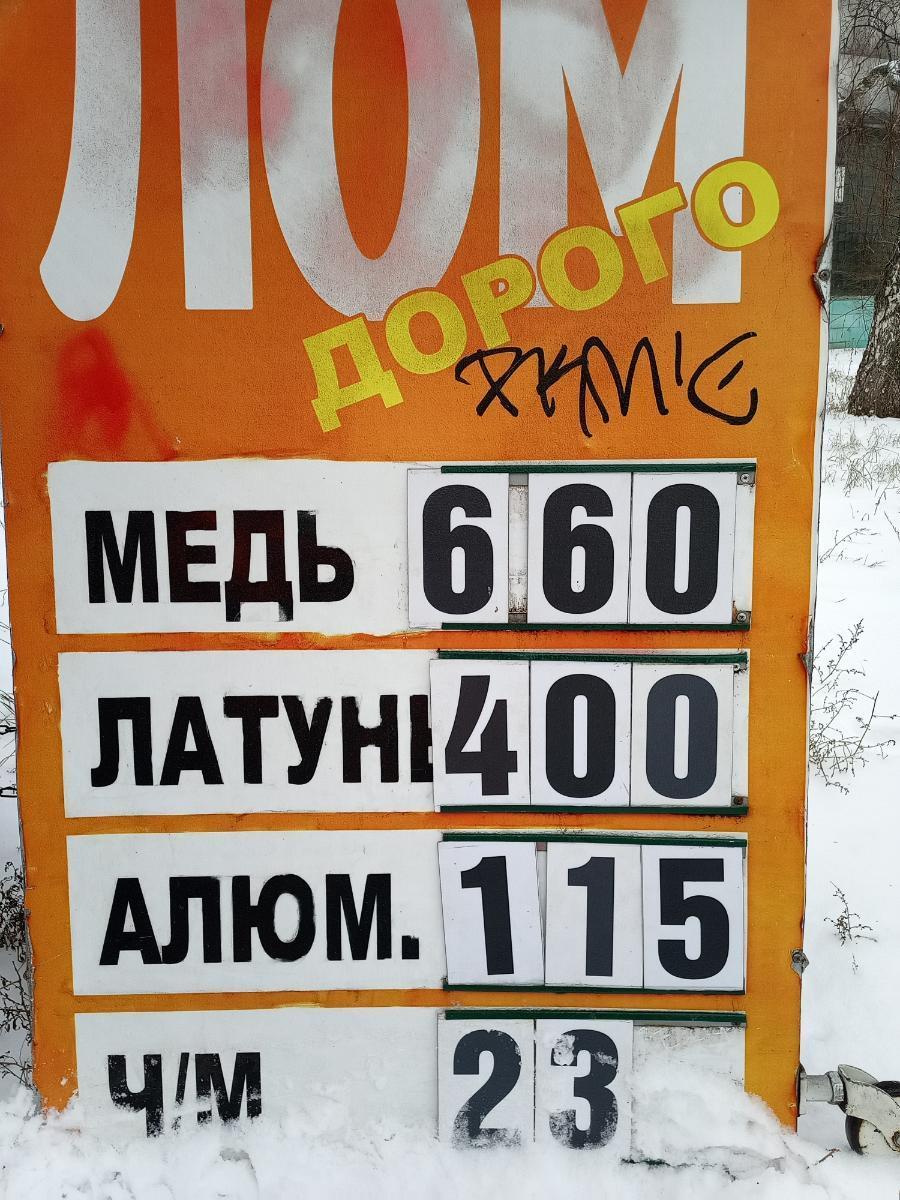 ЛОМ
ДОРОГО
МЕДЬ 660
ЛАТУНЬ 400
АЛЮМ. 115
Ч/М 23